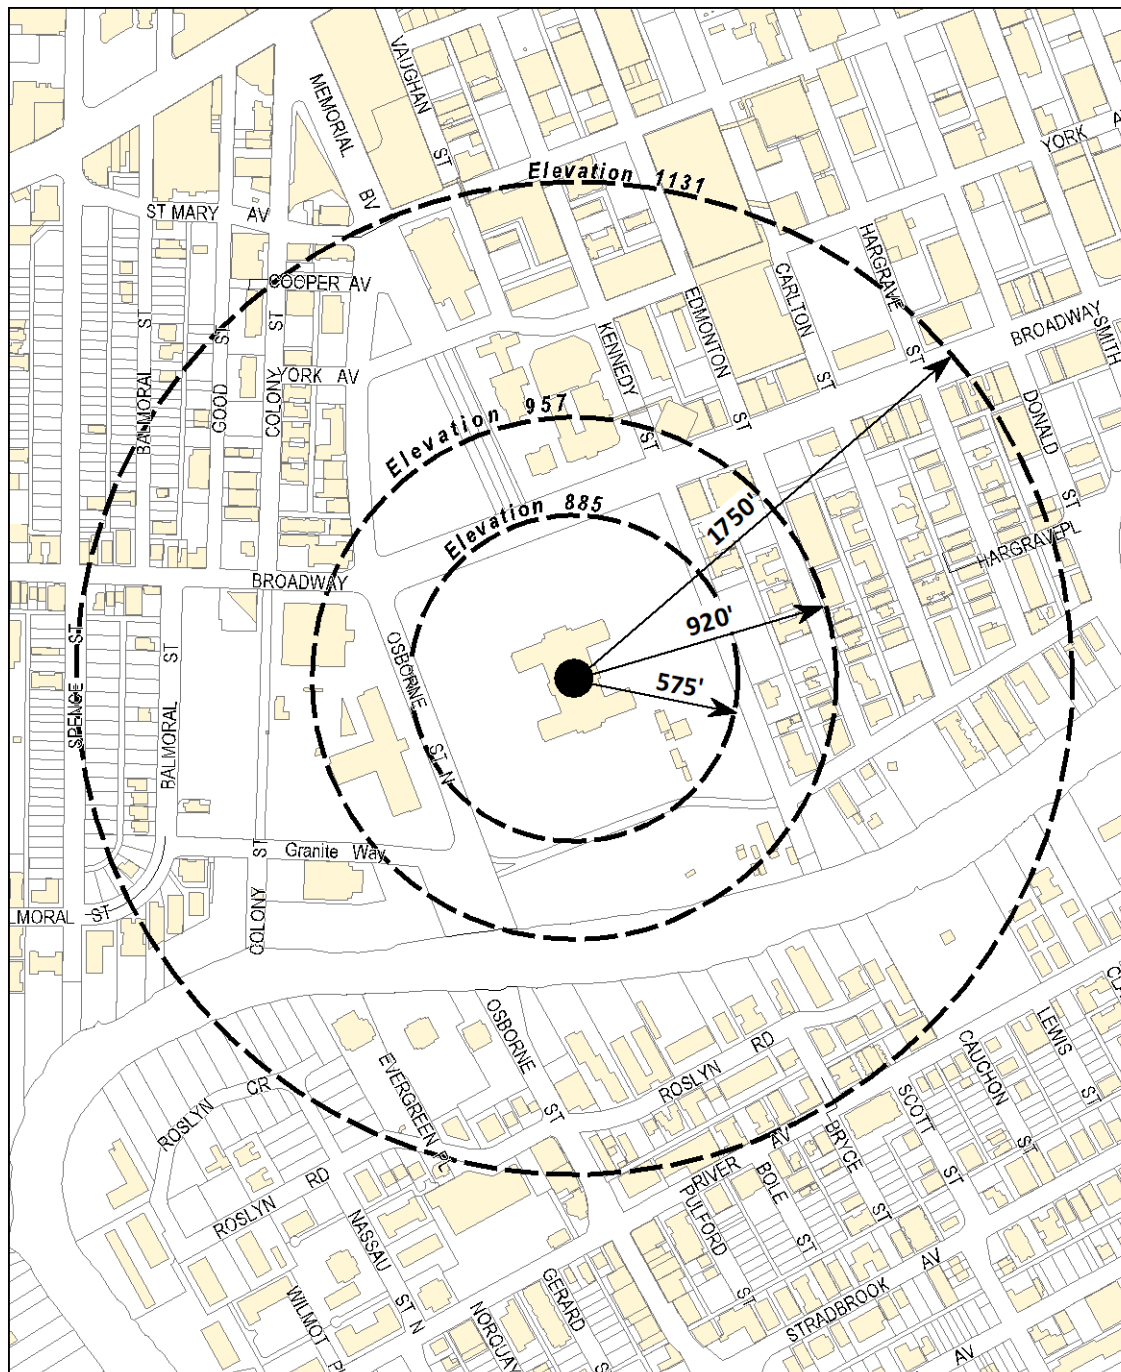 VAUGHAN ST
MEMORIAL BV
YORK A
Elevation 1131
ST MARY AV
HARGRAVE ST
COOPER AV
CARLTON ST
EDMONTON ST
BROADWAY
SMITH
KENNEDY ST
BALMORAL ST
GOOD ST
COLONY ST
YORK AV
DONALD ST
Elevation 957
Elevation 885
1750'
HARGRAVE PL
BROADWAY
920'
575'
OSBORNE ST N
SPENCE ST
BALMORAL ST
Granite Way
COLONY ST
LMORAL ST
OSBORNE ST
EVERGREEN PL
ROSLYN CR
ROSLYN RD
CAUCHON ST
LEWIS ST
CL
SCOTT ST
BRYCE ST
RIVER AV
BOLE ST
PULFORD ST
ROSLYN RD
NASSAU ST N
WILMOT P
NORQUAY
GERARD S
STRADBROOK AV
AV